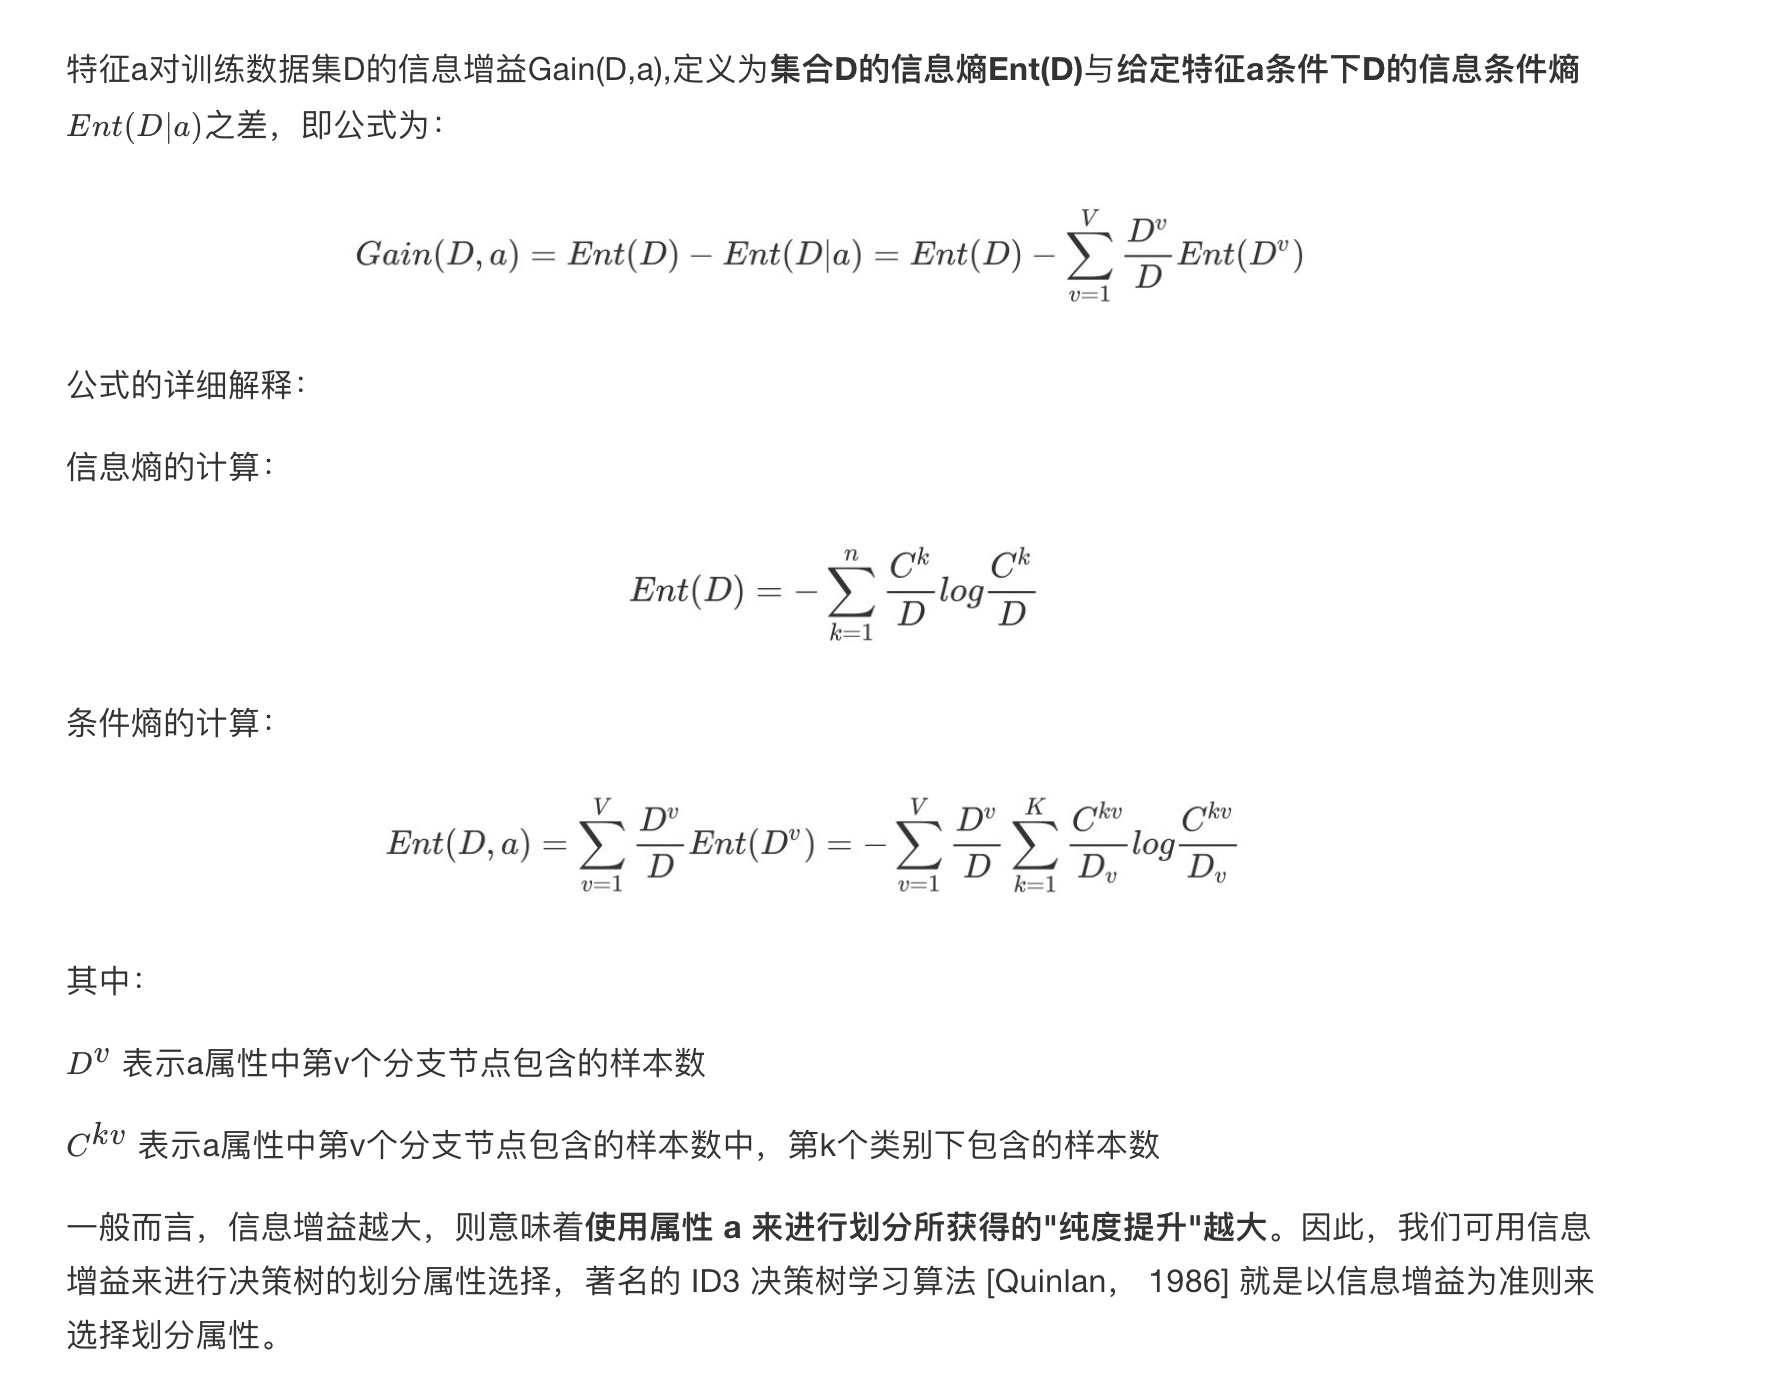 特征a对训练数据集D的信息增益Gain(D,a),定义为集合D的信息熵Ent(D)与给定特征a条件下D的信息条件熵
Ent(D|a)之差，即公式为：
Gain(D, a) = Ent(D) − Ent(D|a) = Ent(D) − \sum_{v=1}^{V} \frac{D^v}{D} Ent(D^v)
公式的详细解释：
信息熵的计算：
Ent(D) = − \sum_{k=1}^{n} \frac{C^k}{D} log \frac{C^k}{D}
条件熵的计算：
Ent(D, a) = \sum_{v=1}^{V} \frac{D^v}{D} Ent(D^v) = − \sum_{v=1}^{V} \frac{D^v}{D} \sum_{k=1}^{K} \frac{C^{kv}}{D_v} log \frac{C^{kv}}{D_v}
其中：
D^v 表示a属性中第v个分支节点包含的样本数
C^{kv} 表示a属性中第v个分支节点包含的样本数中，第k个类别下包含的样本数
一般而言，信息增益越大，则意味着使用属性 a 来进行划分所获得的"纯度提升"越大。因此，我们可用信息
增益来进行决策树的划分属性选择，著名的 ID3 决策树学习算法 [Quinlan， 1986] 就是以信息增益为准则来
选择划分属性。